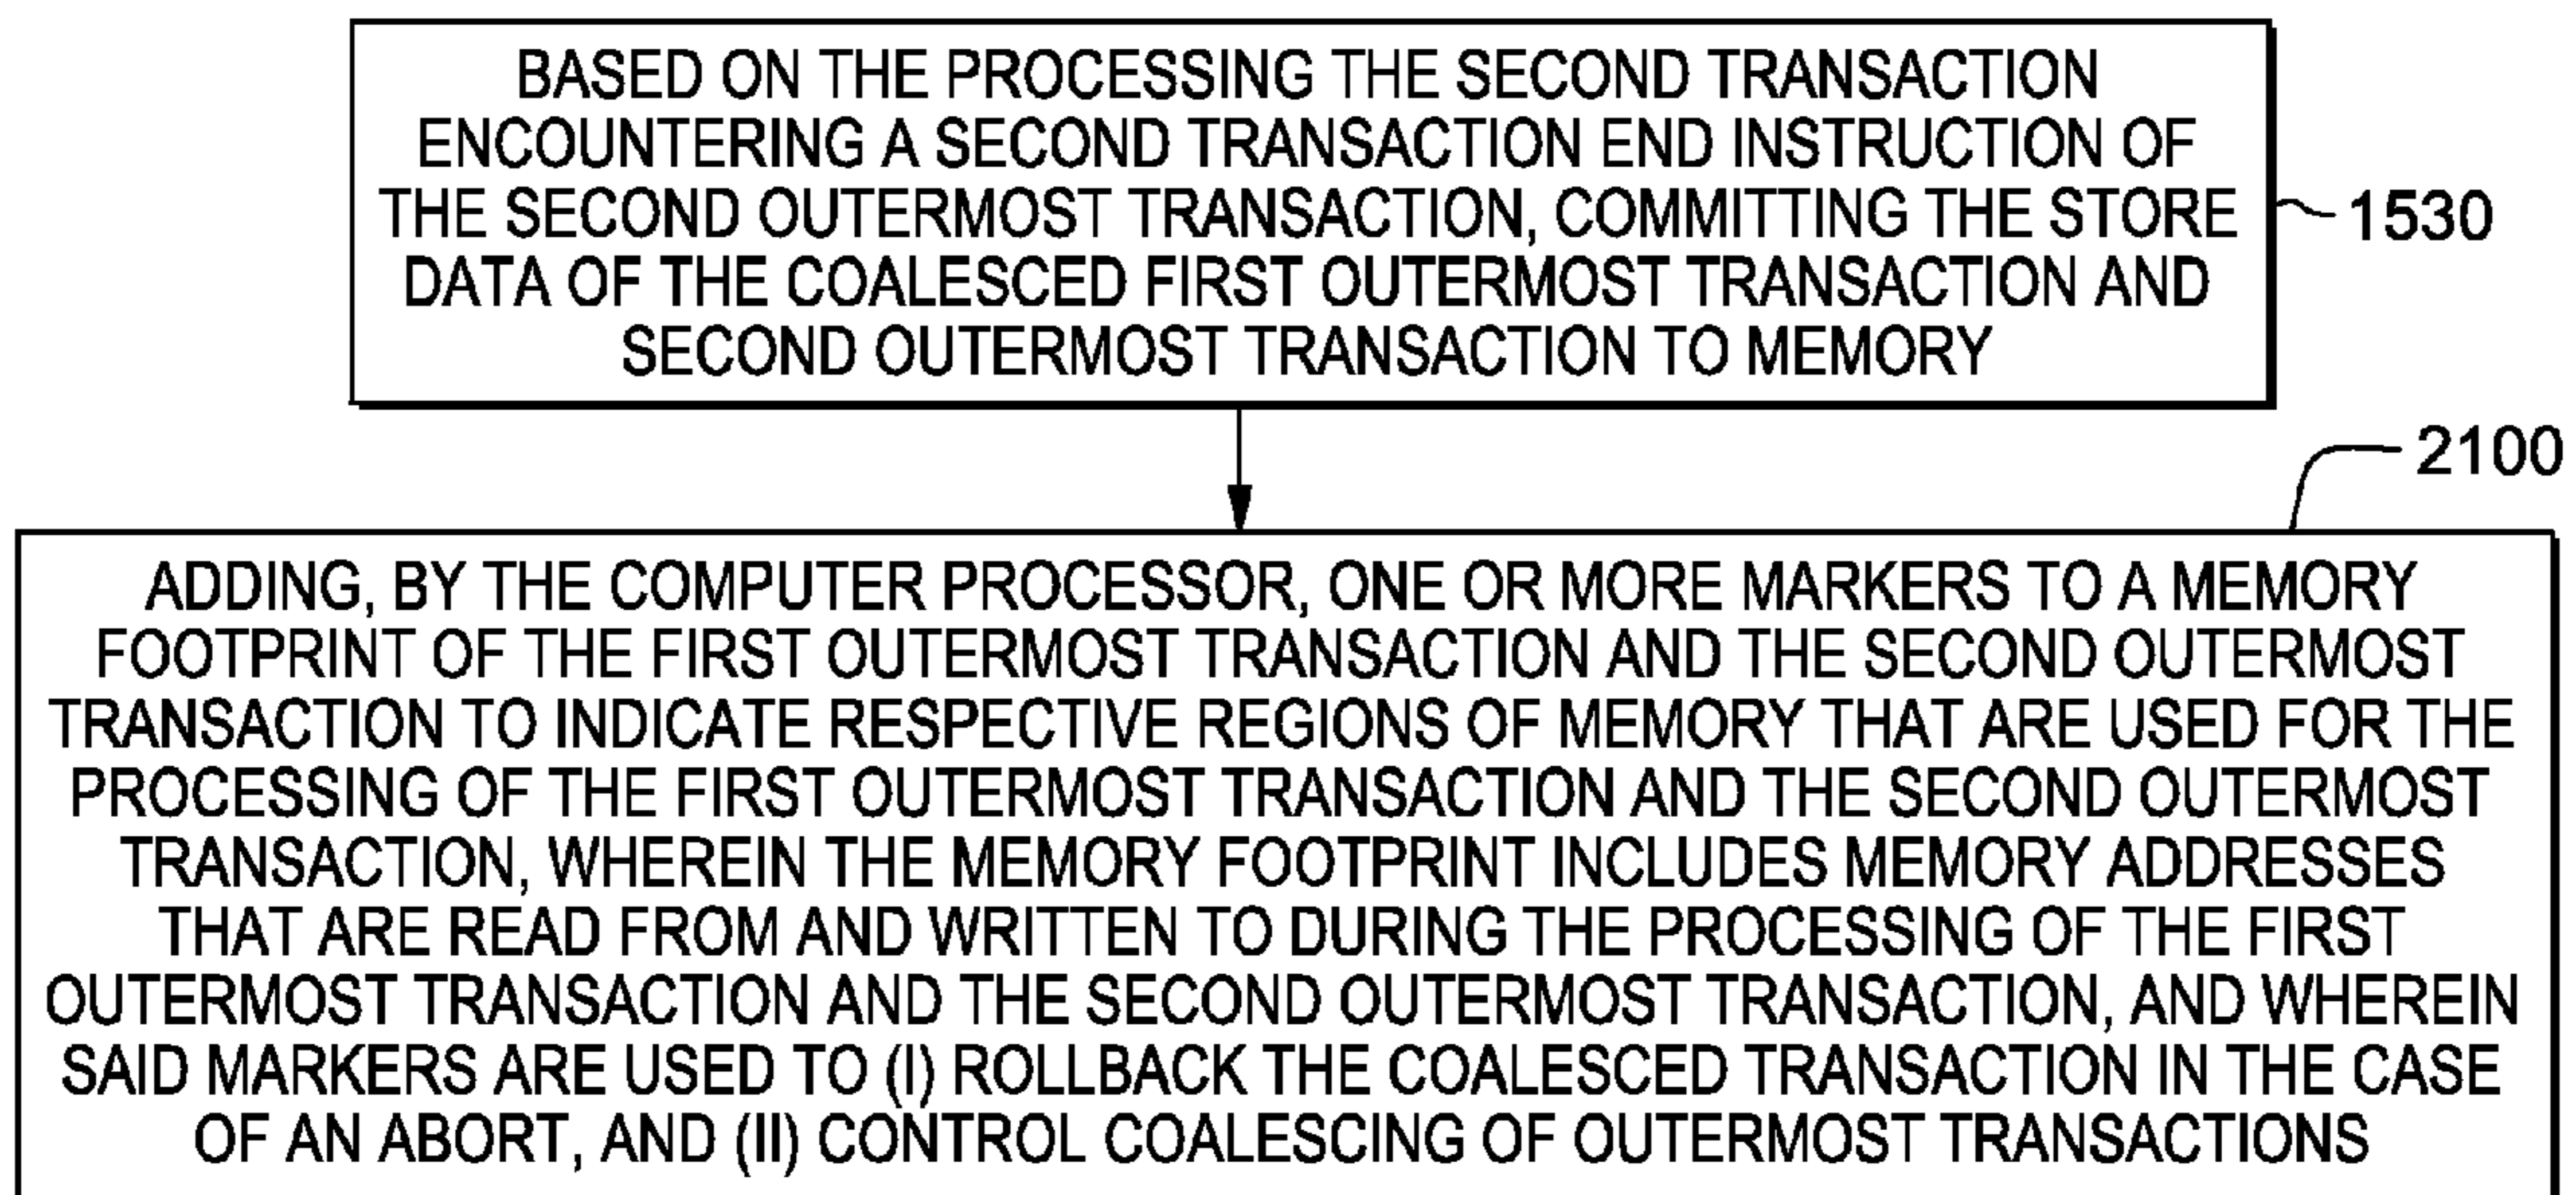 BASED ON THE PROCESSING THE SECOND TRANSACTION
ENCOUNTERING A SECOND TRANSACTION END INSTRUCTION OF
THE SECOND OUTERMOST TRANSACTION, COMMITTING THE STORE
DATA OF THE COALESCED FIRST OUTERMOST TRANSACTION AND
SECOND OUTERMOST TRANSACTION TO MEMORY
1530
2100
ADDING, BY THE COMPUTER PROCESSOR, ONE OR MORE MARKERS TO A MEMORY
FOOTPRINT OF THE FIRST OUTERMOST TRANSACTION AND THE SECOND OUTERMOST
TRANSACTION TO INDICATE RESPECTIVE REGIONS OF MEMORY THAT ARE USED FOR THE
PROCESSING OF THE FIRST OUTERMOST TRANSACTION AND THE SECOND OUTERMOST
TRANSACTION, WHEREIN THE MEMORY FOOTPRINT INCLUDES MEMORY ADDRESSES
THAT ARE READ FROM AND WRITTEN TO DURING THE PROCESSING OF THE FIRST
OUTERMOST TRANSACTION AND THE SECOND OUTERMOST TRANSACTION, AND WHEREIN
SAID MARKERS ARE USED TO (I) ROLLBACK THE COALESCED TRANSACTION IN THE CASE
OF AN ABORT, AND (II) CONTROL COALESCING OF OUTERMOST TRANSACTIONS